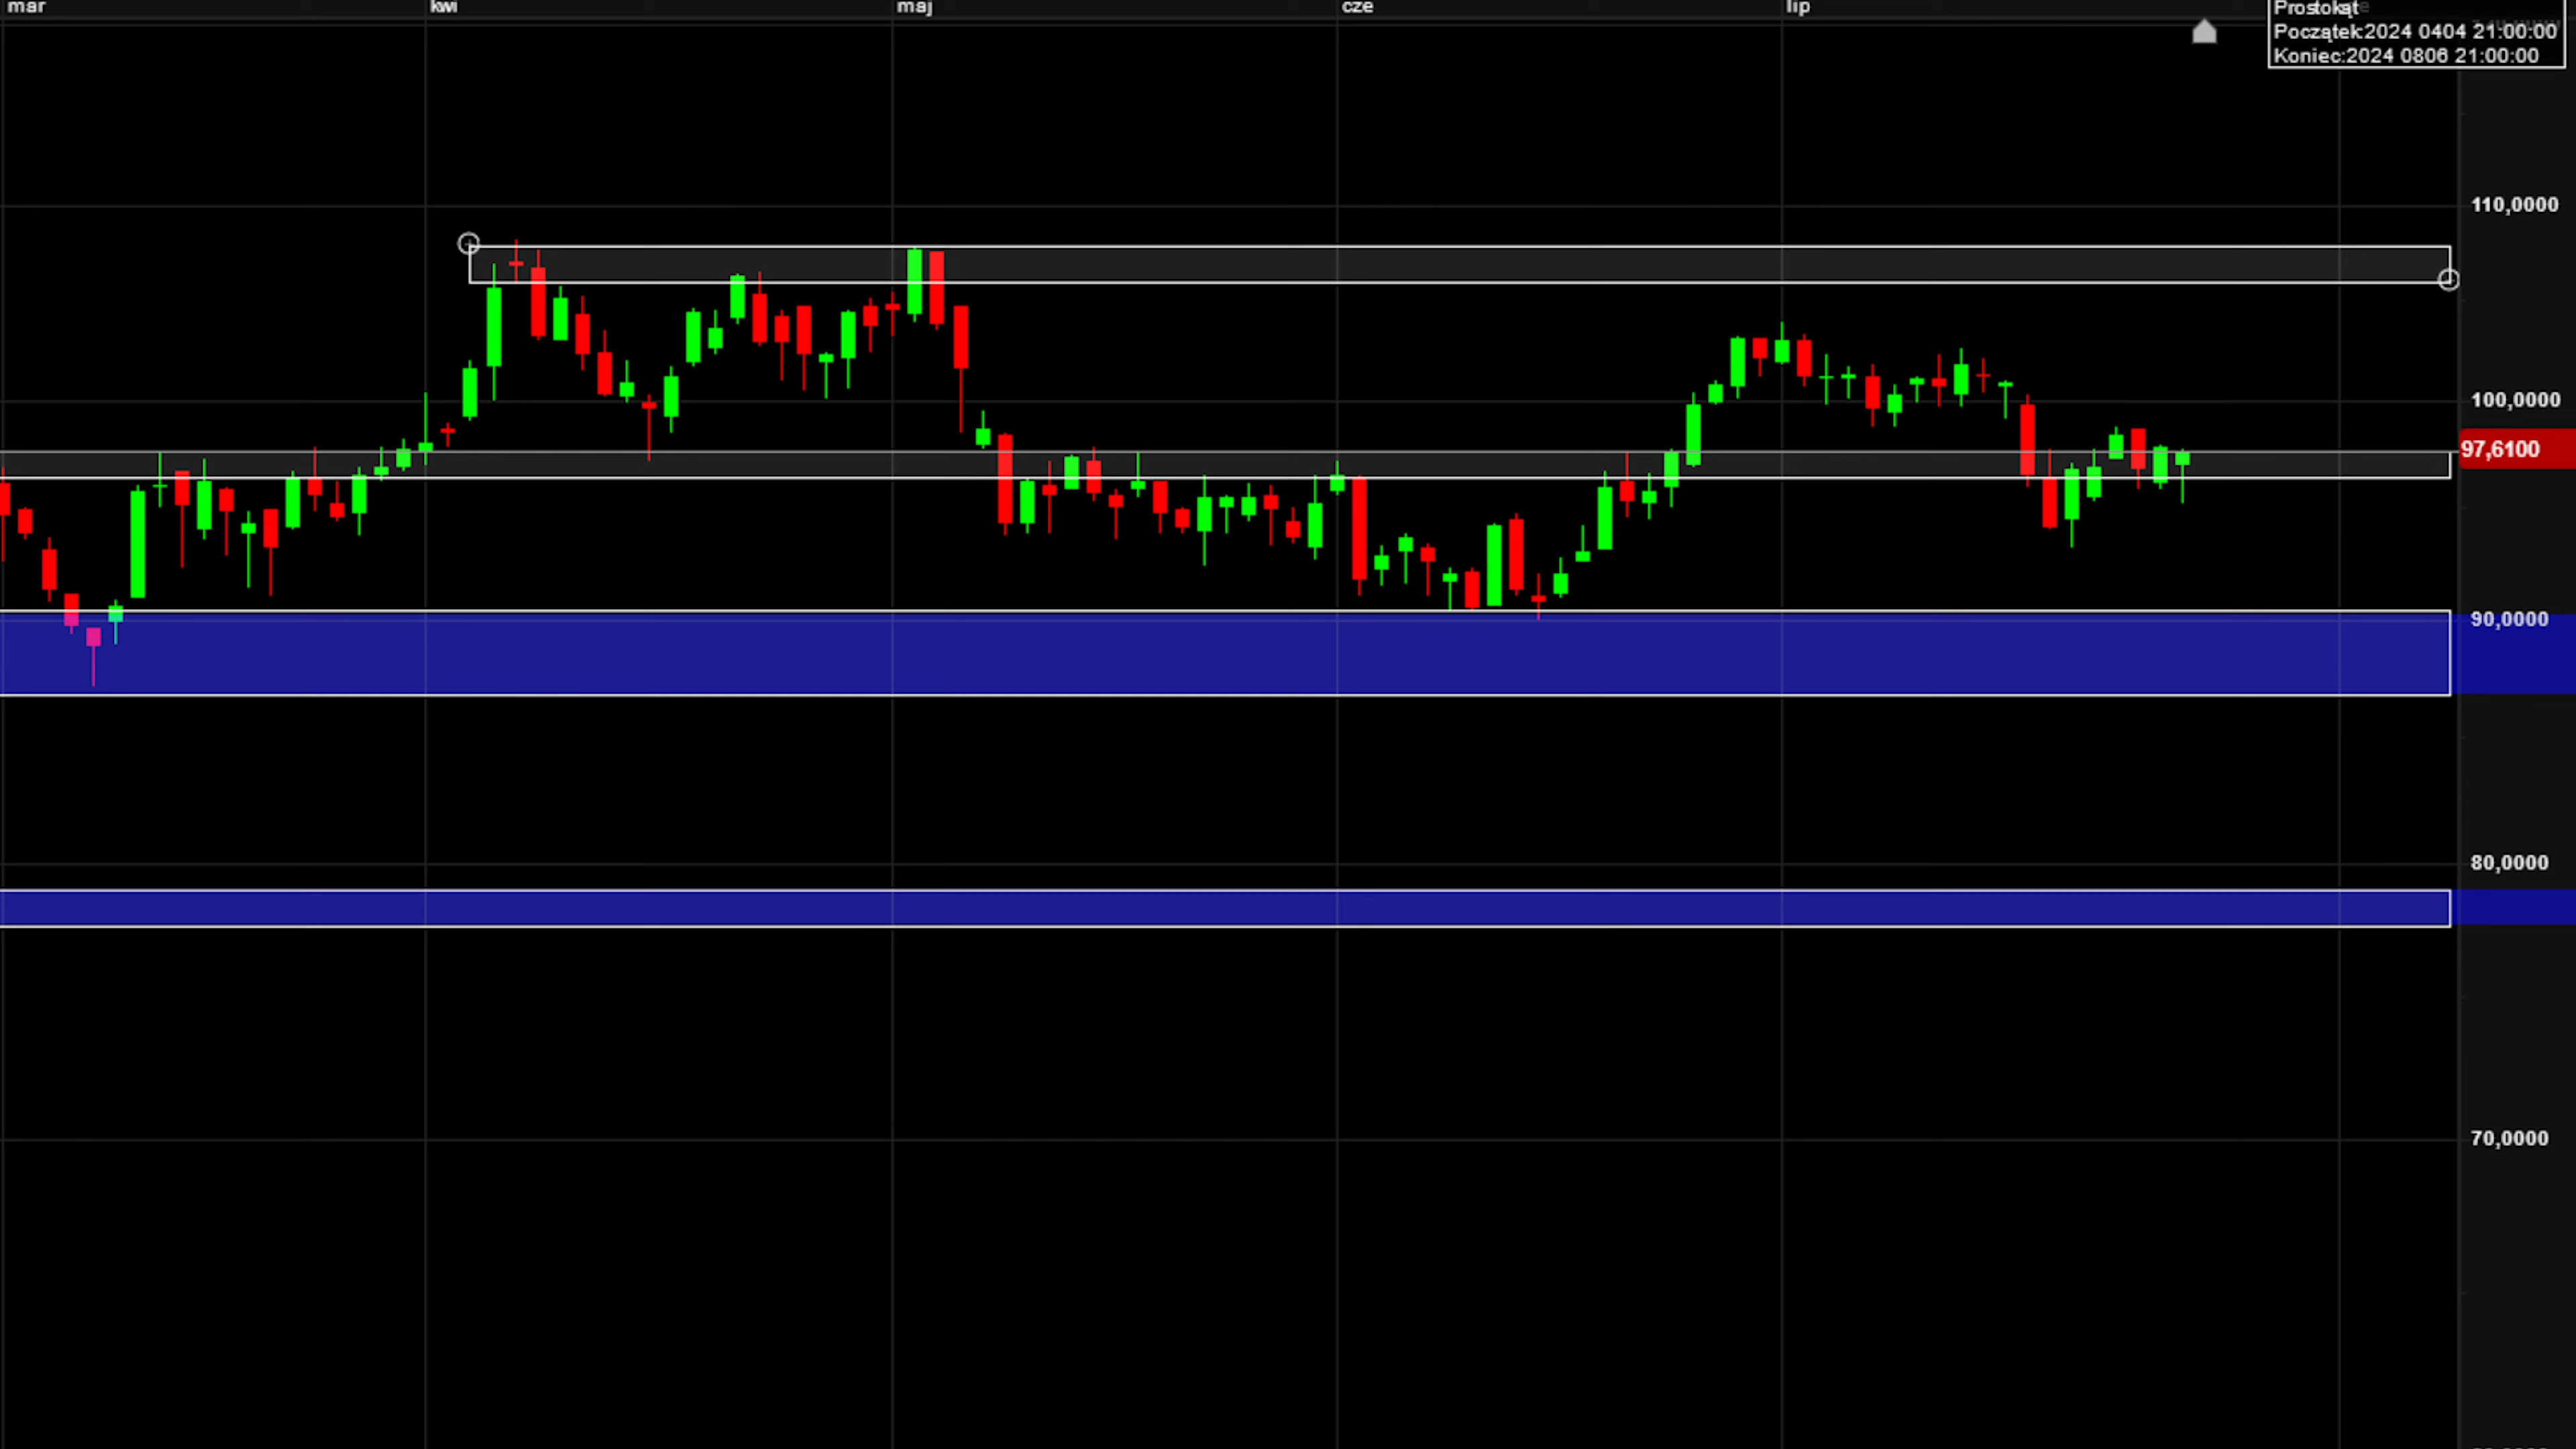 mar kwi maj cze lip
Prostokąt
Początek:2024 0404 21:00:00
Koniec:2024 0806 21:00:00
110,0000
100,0000
97,6100
90,0000
80,0000
70,0000